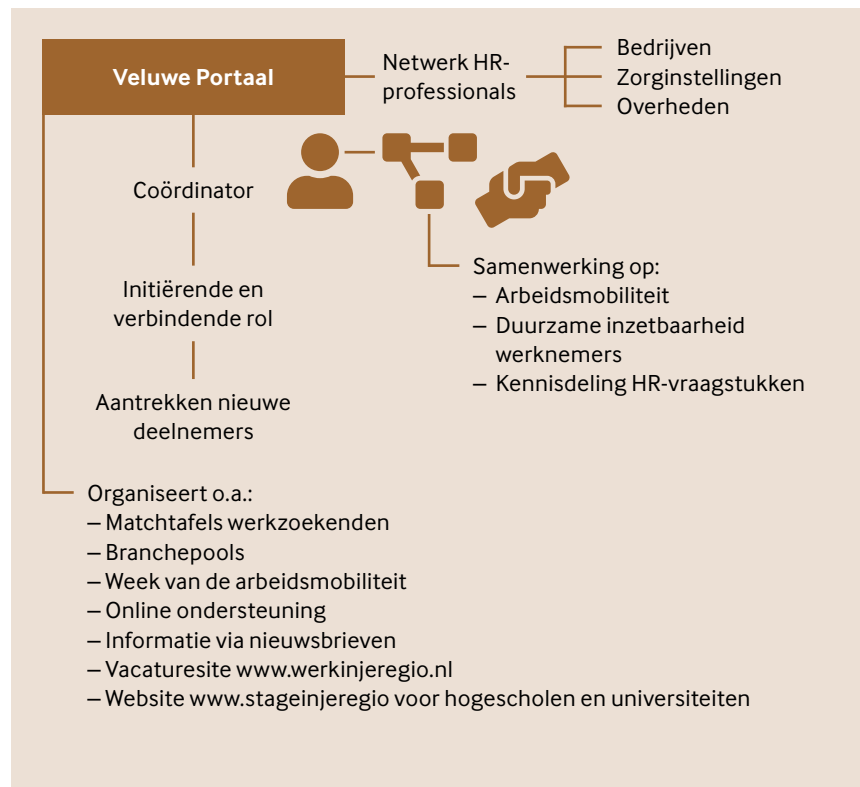 Veluwe Portaal
Netwerk HR-
professionals
Bedrijven
Zorginstellingen
Overheden
Coördinator
Initiërende en
verbindende rol
Aantrekken nieuwe
deelnemers
Samenwerking op:
– Arbeidsmobiliteit
– Duurzame inzetbaarheid
werknemers
– Kennisdeling HR-vraagstukken
Organiseert o.a.:
– Matchtafels werkzoekenden
– Branchepools
– Week van de arbeidsmobiliteit
– Online ondersteuning
– Informatie via nieuwsbrieven
– Vacaturesite www.werkinjeregio.nl
– Website www.stageinjeregio voor hogescholen en universiteiten